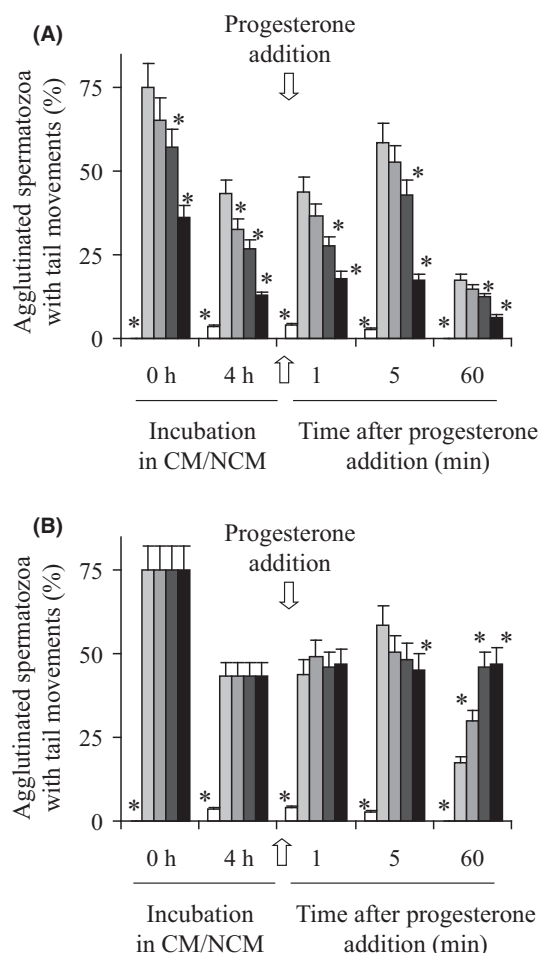 (A)
Progesterone
addition
Agglutinated spermatozoa
with tail movements (%)
75
50
25
0
* * * * * * * * * * * * * * * *
0 h 4 h 1 5 60
Incubation
in CM/NCM
Time after progesterone
addition (min)
(B)
Progesterone
addition
Agglutinated spermatozoa
with tail movements (%)
75
50
25
0
* * * * * * * * *
0 h 4 h 1 5 60
Incubation
in CM/NCM
Time after progesterone
addition (min)